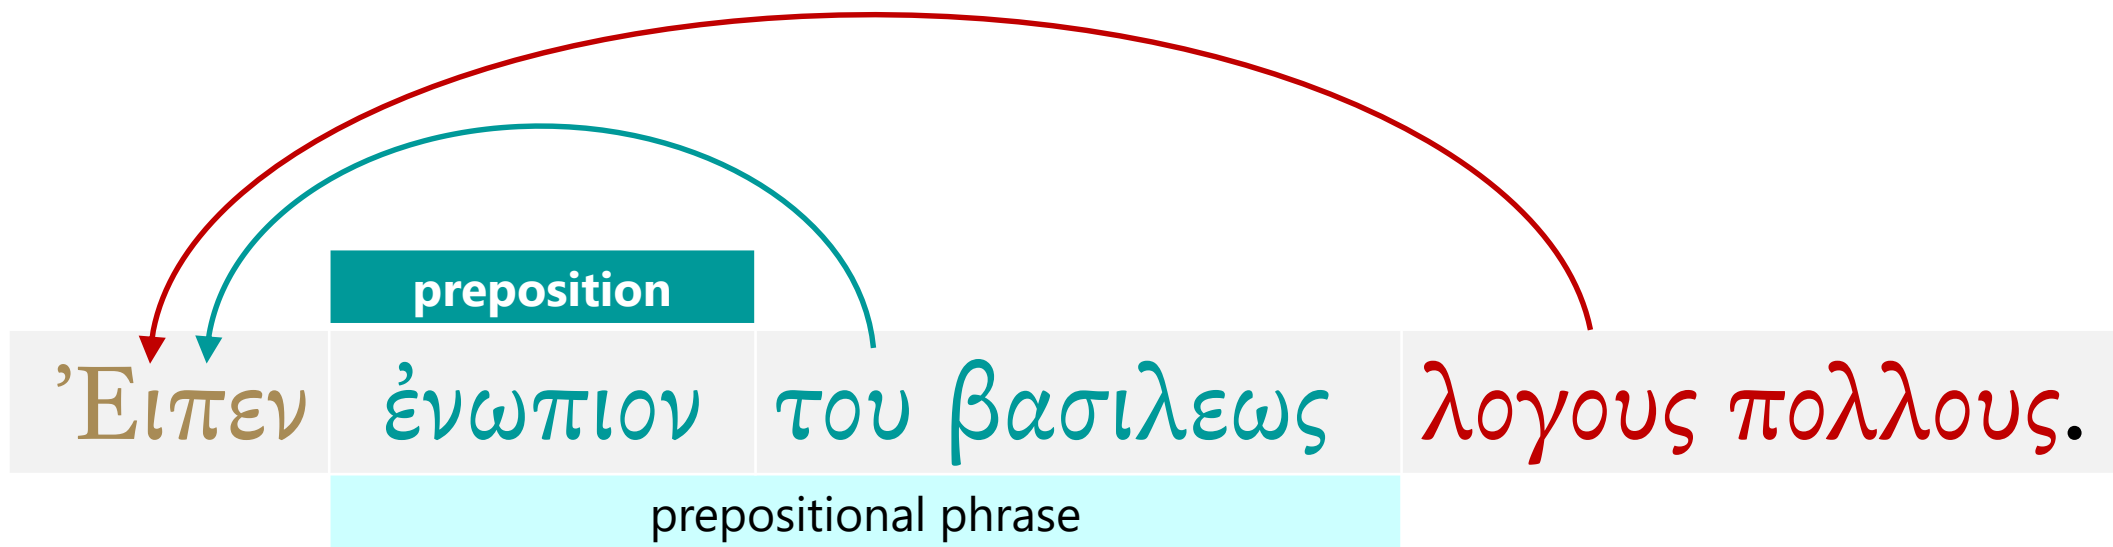 preposition
Ἐιπεν ἐνωπιον του βασιλεως λογους πολλους.
prepositional phrase